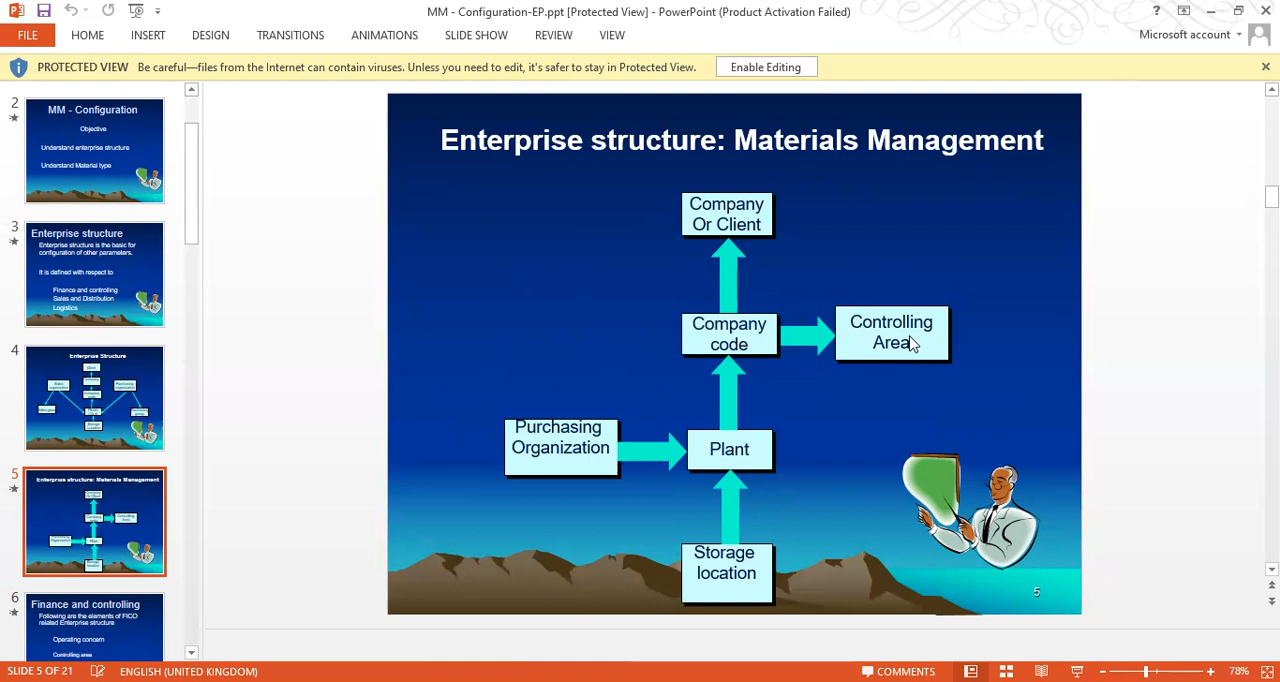 MM - Configuration-EP.ppt [Protected View] - PowerPoint (Product Activation Failed)
?
FILE HOME INSERT DESIGN TRANSITIONS ANIMATIONS SLIDE SHOW REVIEW VIEW
Microsoft account
PROTECTED VIEW Be careful—files from the Internet can contain viruses. Unless you need to edit, it's safer to stay in Protected View.
Enable Editing
2
MM - Configuration
Objective
Understand enterprise structure
Understand Material type
3
Enterprise structure
Enterprise structure is the basic for
configuration of other parameters.
It is defined with respect to
Finance and controlling
Sales and Distribution
Logistics
4
Enterprise Structure
Client
5
Enterprise structure: Materials Management
6
Finance and controlling
Following are the elements of FICO
related Enterprise structure
Operating concern
Controlling area
Enterprise structure: Materials Management
Company
Or Client
Company
code
Controlling
Area
Purchasing
Organization
Plant
Storage
location
5
SLIDE 5 OF 21
ENGLISH (UNITED KINGDOM)
COMMENTS
78%